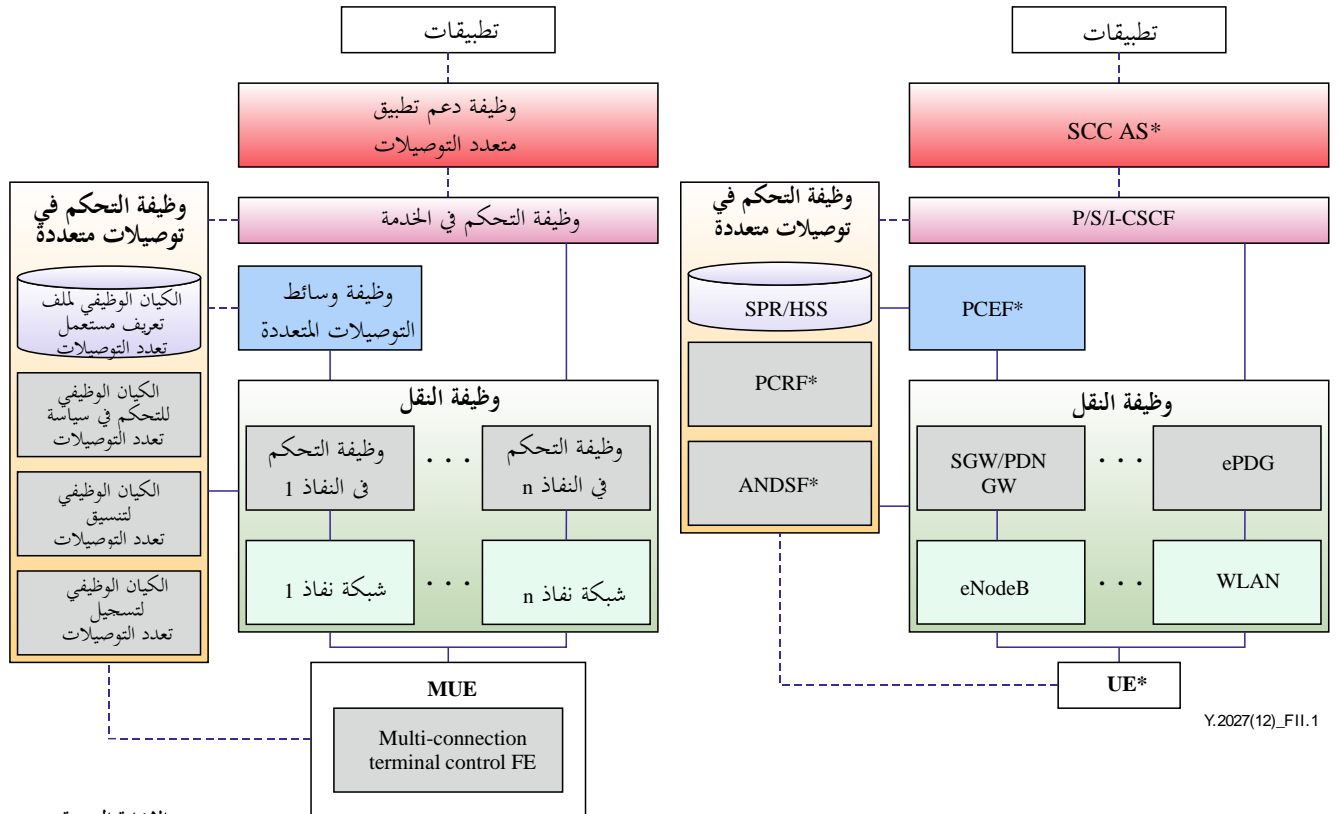 تطبيقات
وظيفة دعم تطبيق
متعدد التوصيلات
وظيفة التحكم في
توصيلات متعددة
وظيفة التحكم في الخدمة
الكيان الوظيفي لملف
تعريف مستعمل
تعدد التوصيلات
وظيفة وسائط
التوصيلات المتعددة
الكيان الوظيفي
للتحكم في سياسة
تعدد التوصيلات
الكيان الوظيفي
لتنسيق
تعدد التوصيلات
الكيان الوظيفي
لتسجيل
تعدد التوصيلات
وظيفة النقل
وظيفة التحكم
في النفاذ 1
. . .
وظيفة التحكم
في النفاذ n
شبكة نفاذ 1
. . .
شبكة نفاذ n
MUE
Multi-connection
terminal control FE
تطبيقات
SCC AS*
وظيفة التحكم في
توصيلات متعددة
P/S/I-CSCF
SPR/HSS
PCEF*
PCRF*
ANDSF*
وظيفة النقل
SGW/PDN
GW
. . .
ePDG
eNodeB
. . .
WLAN
UE*
Y.2027(12)_FII.1